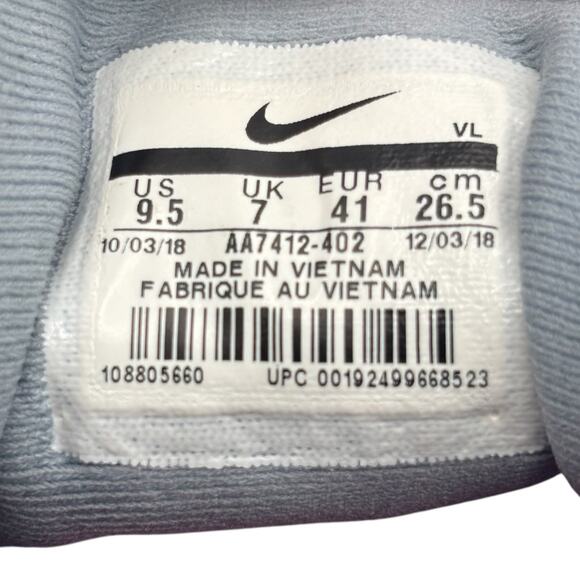 VL
US UK EUR cm
9.5 7 41 26.5
10/03/18 AA7412-402 12/03/18
MADE IN VIETNAM
FABRIQUE AU VIETNAM
108805660 UPC 00192499668523